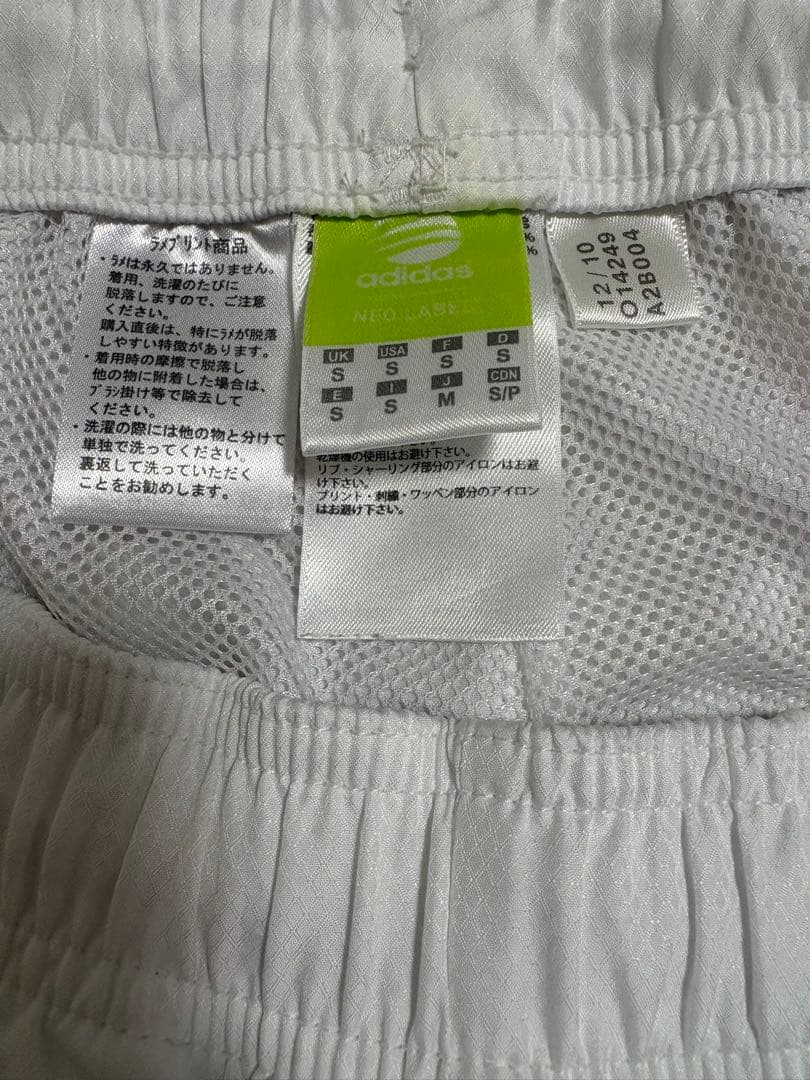 ラメプリント商品
・ラメは永久ではありません。
着用、洗濯のたびに
脱落しますので、ご注意
ください。
購入直後は、特にラメが脱落
しやすい特徴があります。
・着用時の摩擦で脱落し
他の物に附着した場合は、
ブラシ掛け等で除去して
ください。
・洗濯の際には他の物と分けて
単独で洗ってください。
裏返して洗っていただく
ことをお勧めします。
adidas
NEO LABEL
UK USA F D
S S S S
E I J CDN
S S M S/P
乾燥機の使用はお避け下さい。
リブ・シャーリング部分のアイロンはお避
け下さい。
プリント・刺繍・ワッペン部分のアイロン
はお避け下さい。
12/10
O14249
A2B004